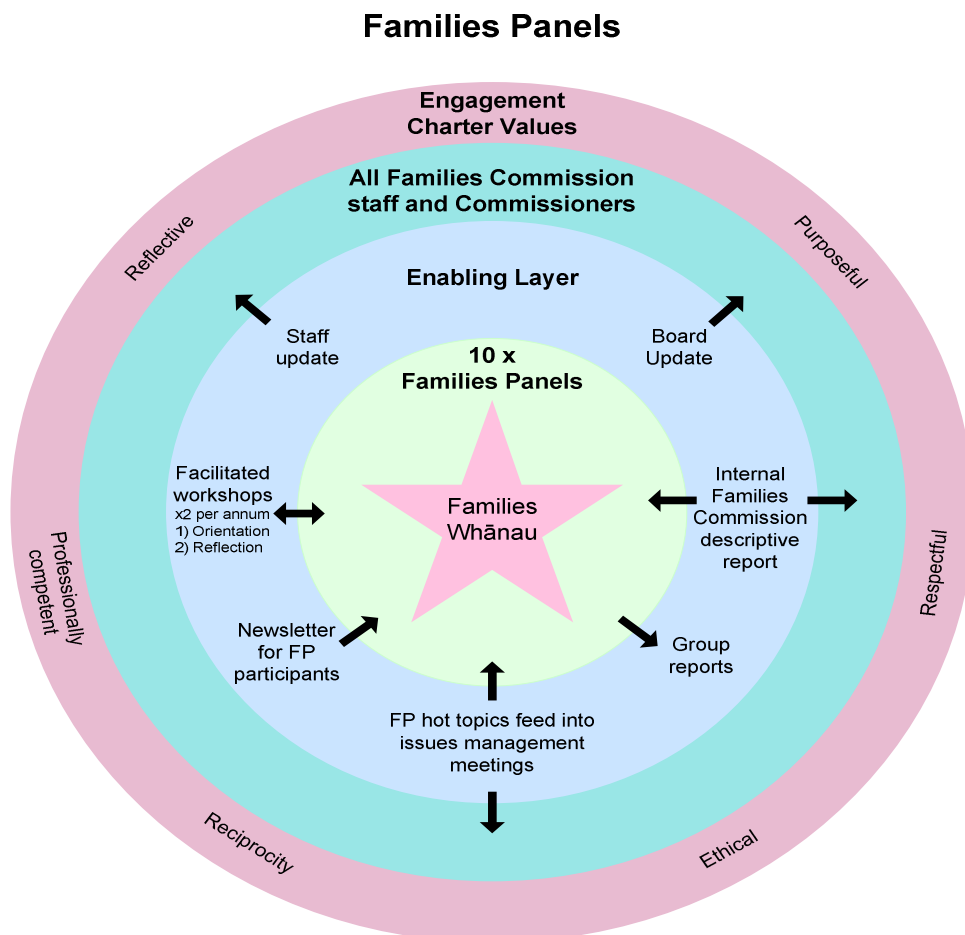 Families Panels
Engagement
Charter Values
All Families Commission
staff and Commissioners
Reflective
Purposeful
Enabling Layer
Staff
update
Board
Update
10 x
Families Panels
Facilitated
workshops
x2 per annum
1) Orientation
2) Reflection
Families
Whānau
Internal
Families
Commission
descriptive
report
Professionally
competent
Respectful
Newsletter
for FP
participants
Group
reports
FP hot topics feed into
issues management
meetings
Reciprocity
Ethical